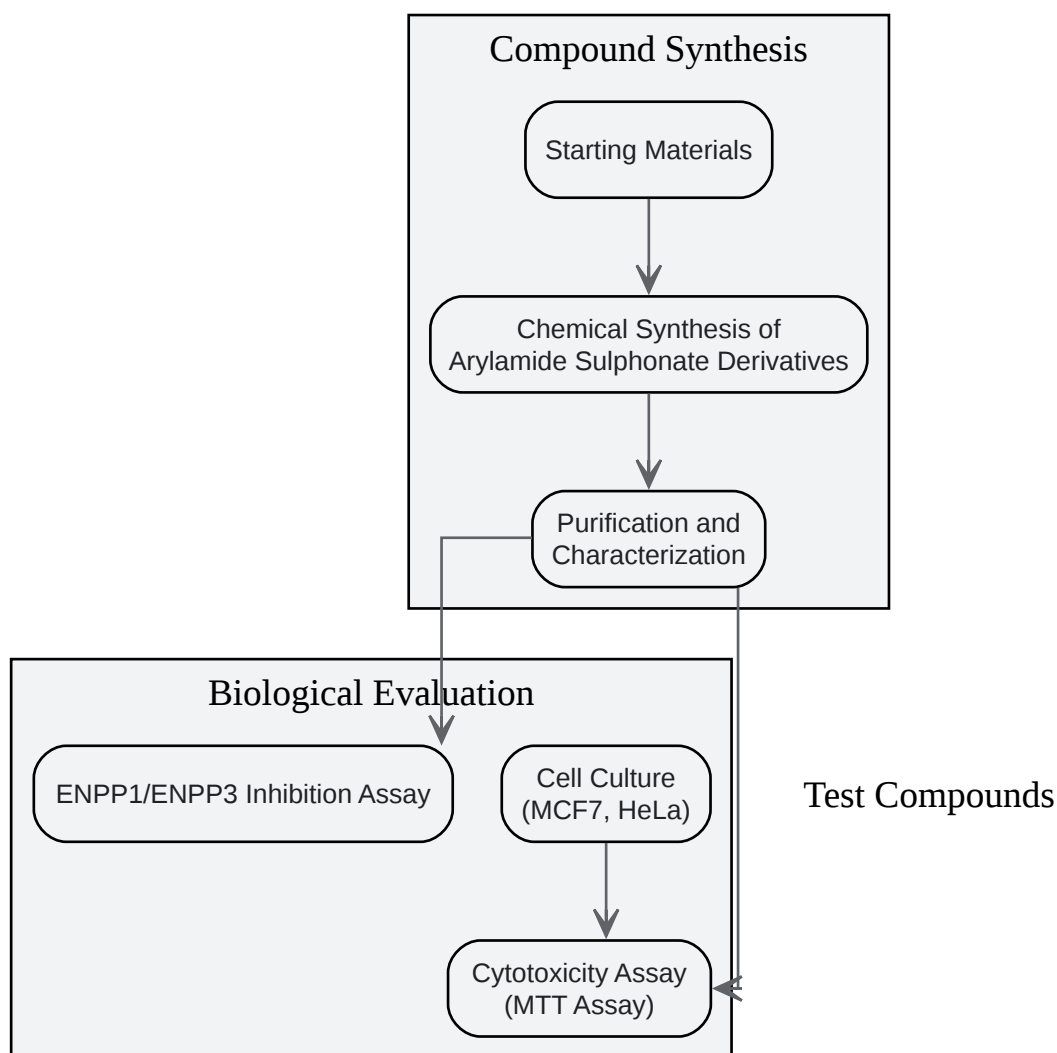 Compound Synthesis
Starting Materials
Chemical Synthesis of
Arylamide Sulphonate Derivatives
Purification and
Characterization
Biological Evaluation
ENPP1/ENPP3 Inhibition Assay
Cell Culture
(MCF7, HeLa)
Test Compounds
Cytotoxicity Assay
(MTT Assay)